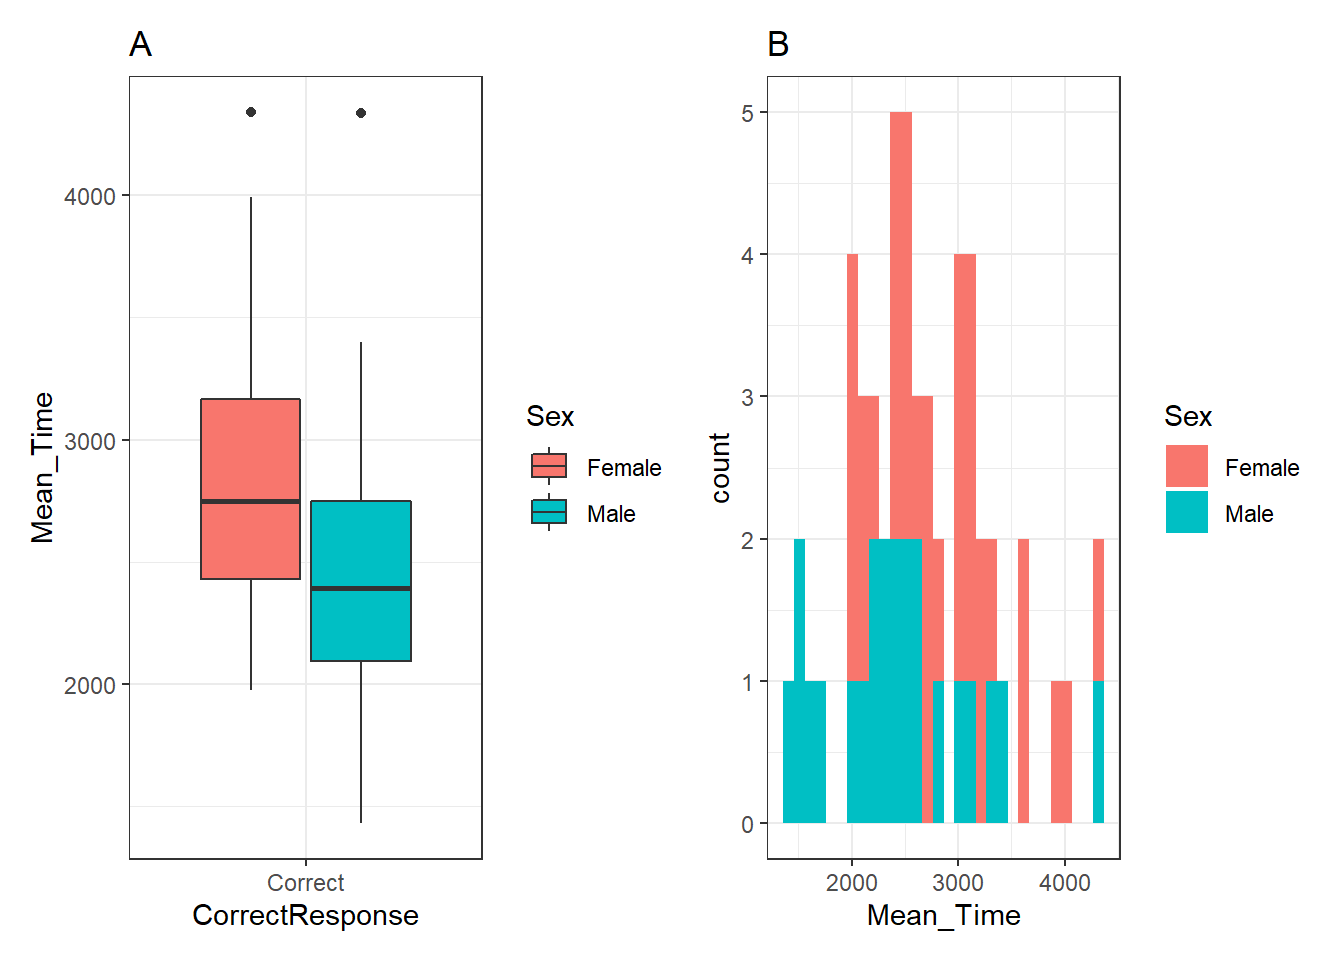 A
Mean_Time
4000
3000
2000
Correct
CorrectResponse
Sex
Female
Male
B
count
5
4
3
2
1
0
2000 3000 4000
Mean_Time
Sex
Female
Male